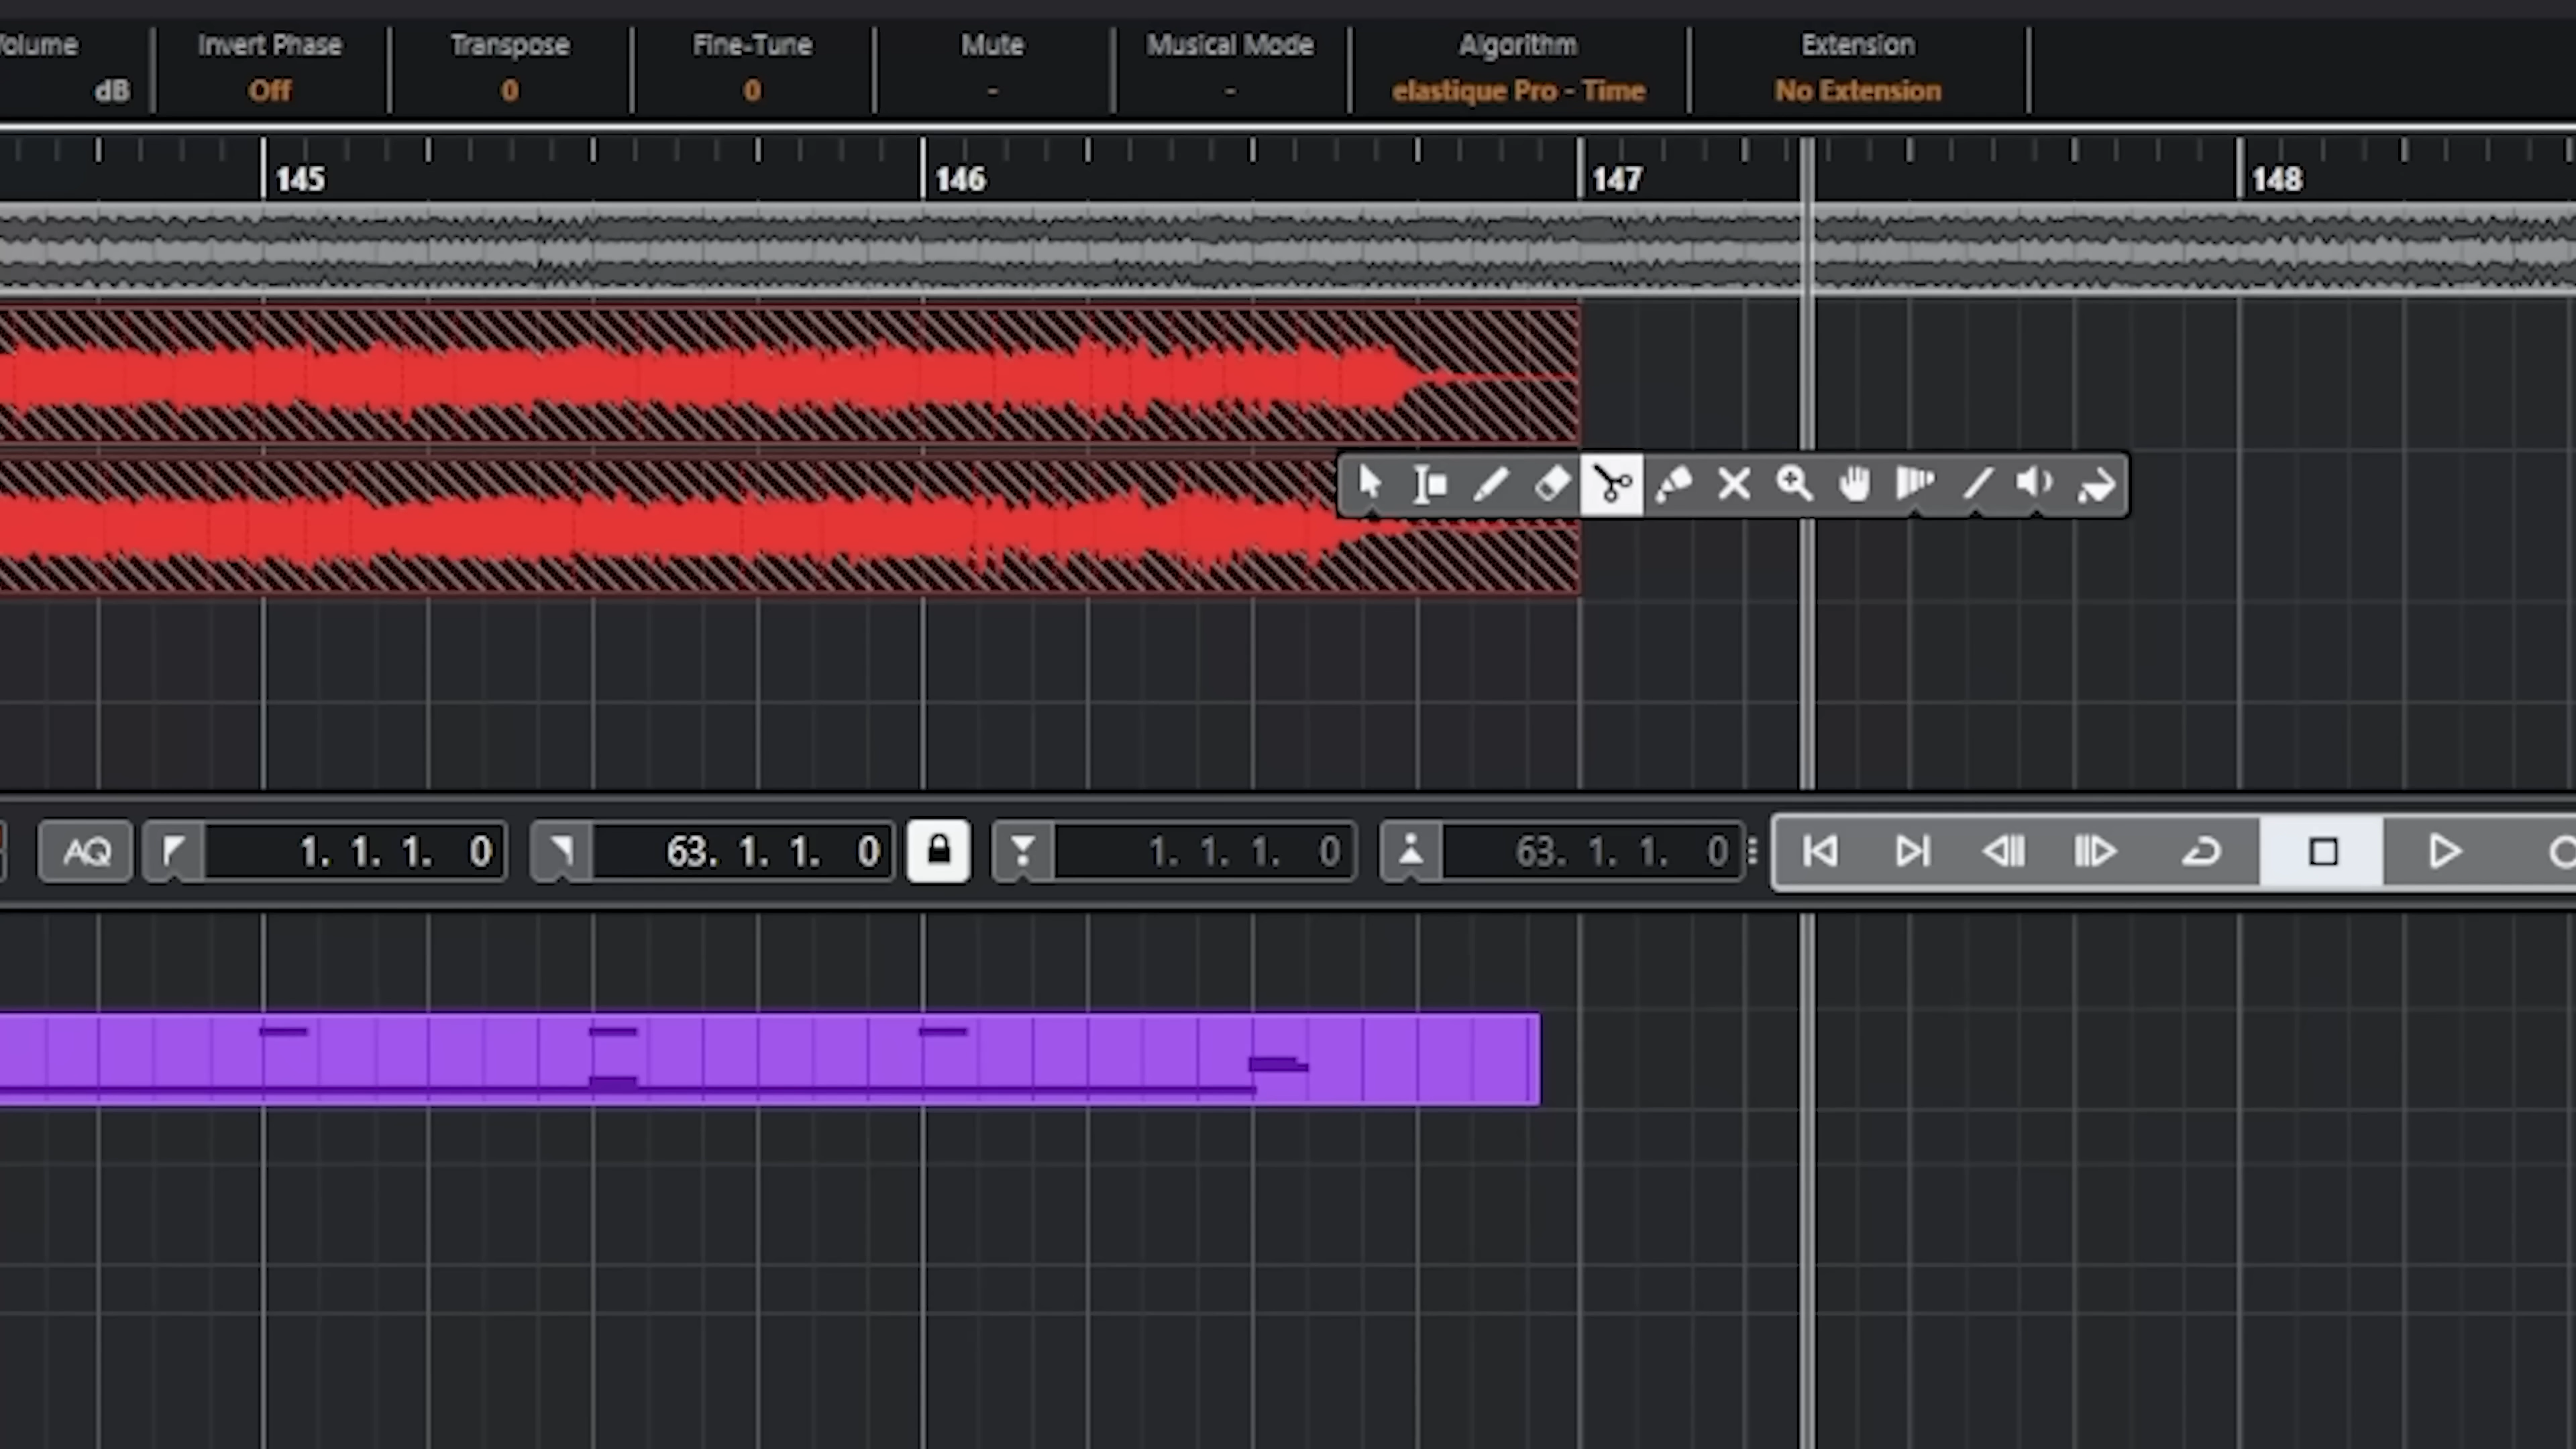 Volume Invert Phase Transpose Fine-Tune Mute Musical Mode Algorithm Extension
dB Off 0 0 - - elastique Pro - Time No Extension
145 146 147 148
AQ 1. 1. 1. 0 63. 1. 1. 0 1. 1. 1. 0 63. 1. 1. 0